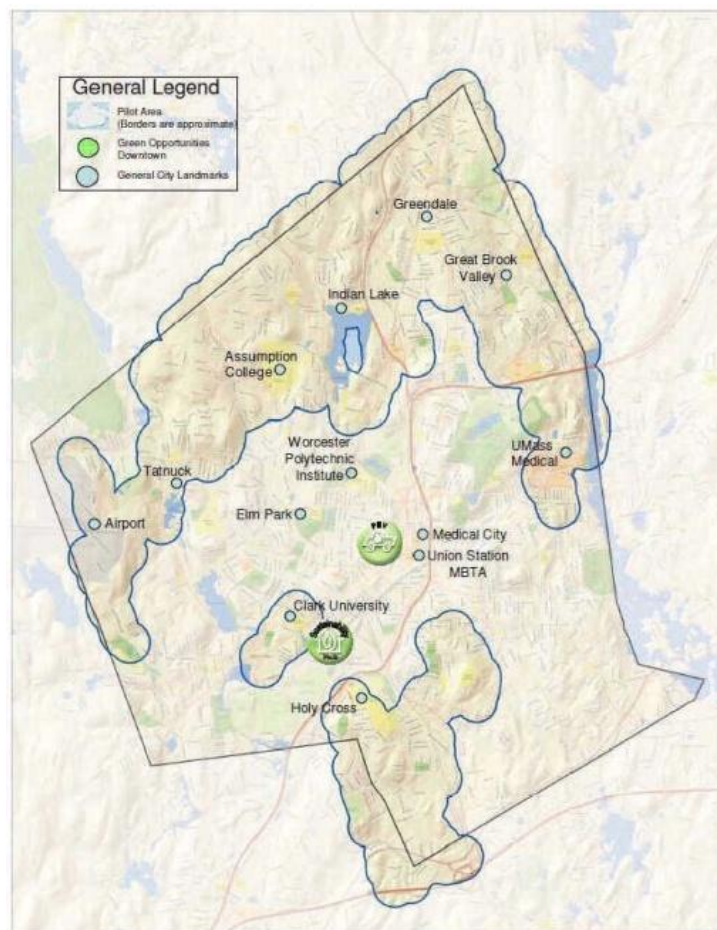 General Legend
Pilot Area
(Borders are approximate)
Green Opportunities
Downtown
General City Landmarks
Greendale
Great Brook
Valley
Indian Lake
Assumption
College
Worcester
Polytechnic
Institute
UMass
Medical
Tatnuck
Elm Park
Airport
Medical City
Union Station
MBTA
Clark University
Sustainability
Hub
Holy Cross